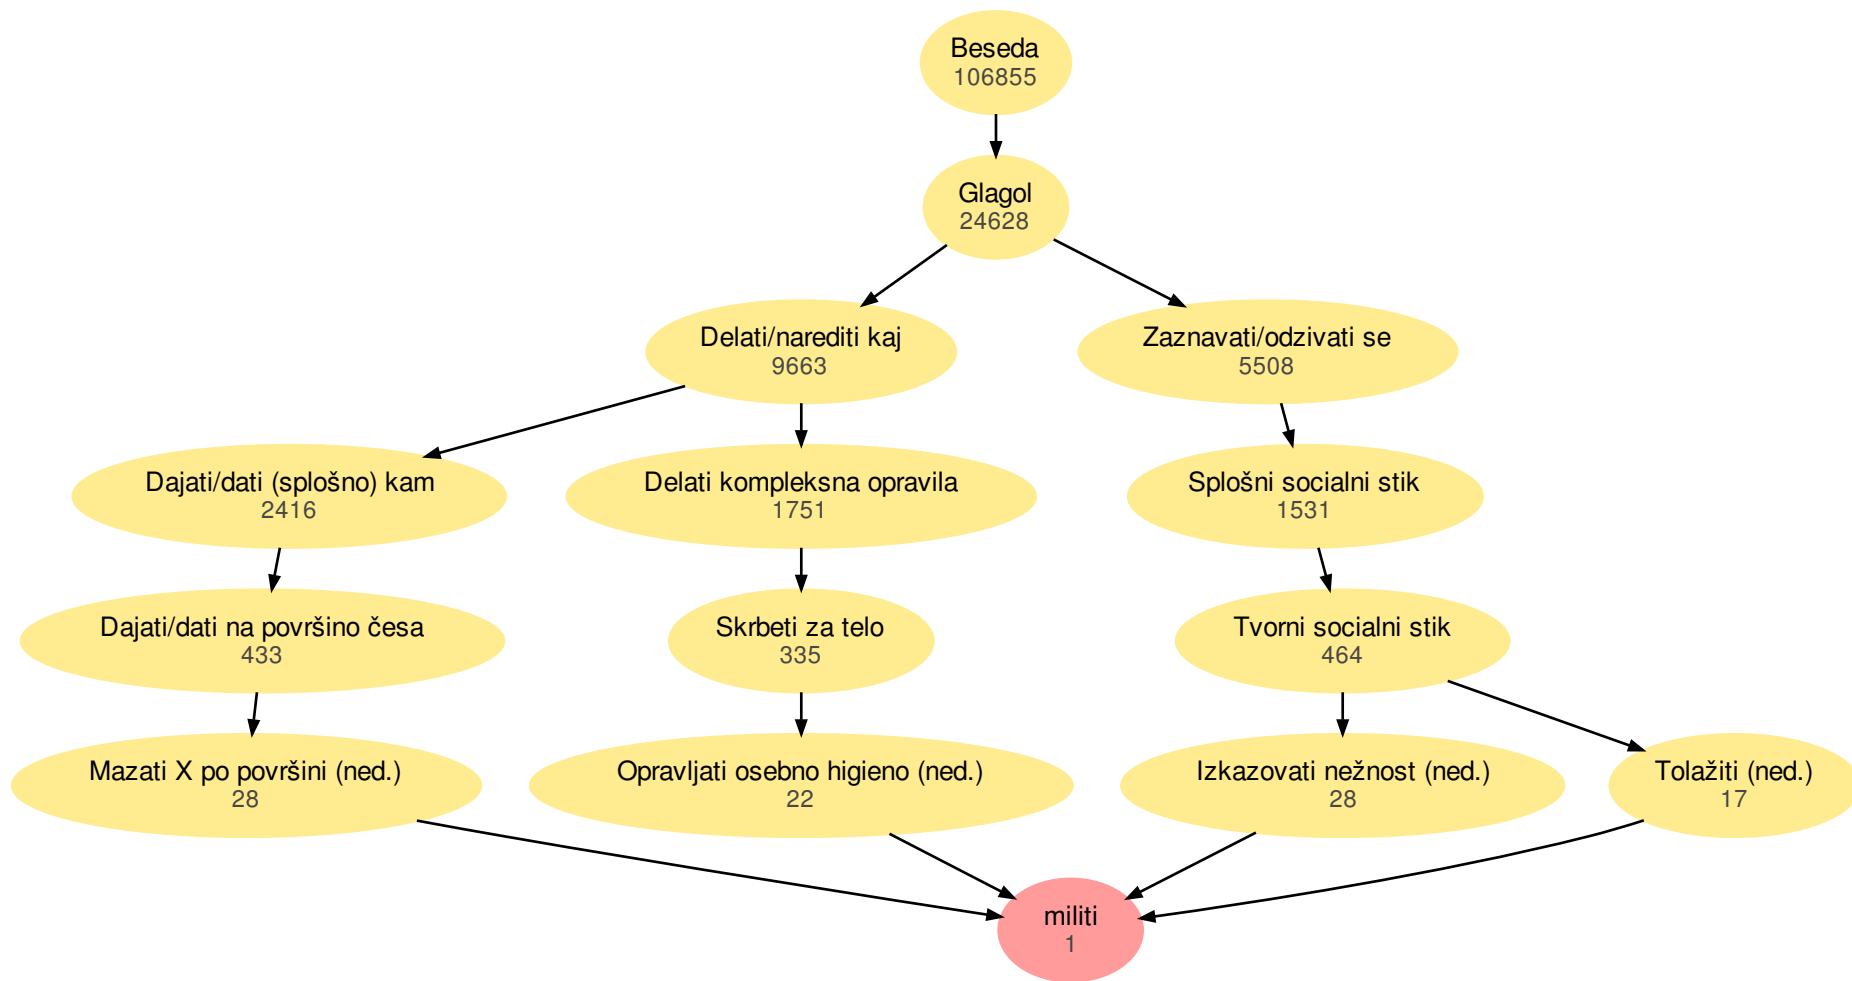 Beseda
106855
Glagol
24628
Delati/narediti kaj
9663
Zaznavati/odzivati se
5508
Dajati/dati (splošno) kam
2416
Delati kompleksna opravila
1751
Splošni socialni stik
1531
Dajati/dati na površino česa
433
Skrbeti za telo
335
Tvorni socialni stik
464
Mazati X po površini (ned.)
28
Opravljati osebno higieno (ned.)
22
Izkazovati nežnost (ned.)
28
Tolažiti (ned.)
17
militi
1